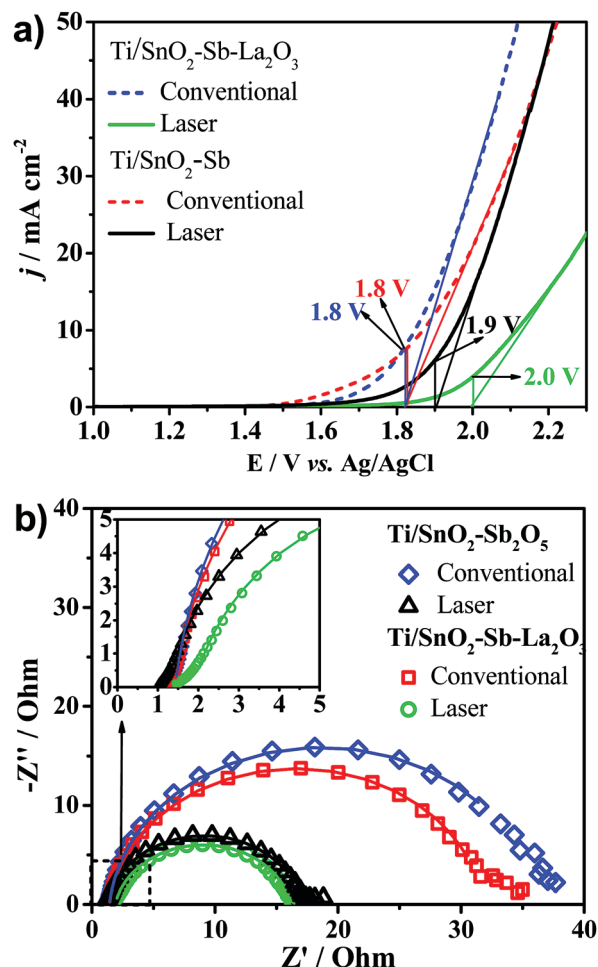 a)
50
40
30
20
10
0
j / mA cm⁻²
Ti/SnO₂-Sb-La₂O₃
Conventional
Laser
Ti/SnO₂-Sb
Conventional
Laser
1.8 V
1.8 V
1.9 V
2.0 V
1.0 1.2 1.4 1.6 1.8 2.0 2.2
E / V vs. Ag/AgCl
b)
40
30
20
15
10
5
0
-Z'' / Ohm
5
4
3
2
1
0
0 1 2 3 4 5
Ti/SnO₂-Sb₂O₅
Conventional
Laser
Ti/SnO₂-Sb-La₂O₃
Conventional
Laser
0 10 20 30 40
Z' / Ohm